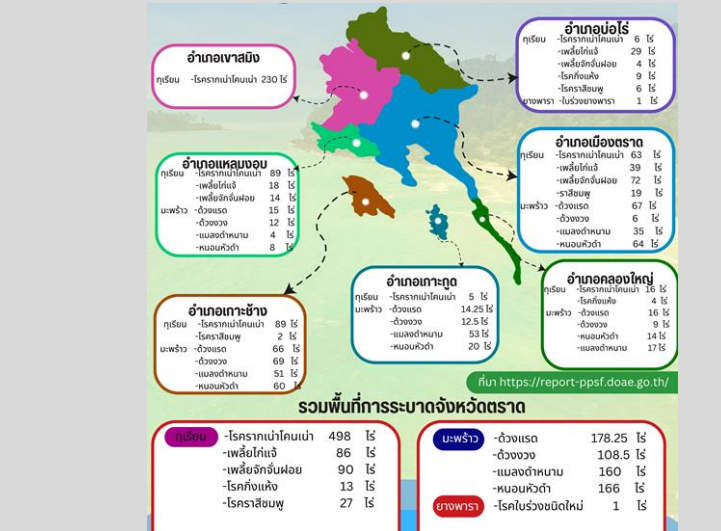 อำเภอเขาสมิง
ทุเรียน -โรครากเน่าโคนเน่า 230 ไร่
อำเภอบ่อไร่
ทุเรียน -โรครากเน่าโคนเน่า 6 ไร่
-เพลี้ยไก่แจ้ 29 ไร่
-เพลี้ยจักจั่นฝอย 4 ไร่
-โรคกิ่งแห้ง 9 ไร่
-โรคราสีชมพู 6 ไร่
ยางพารา -ใบร่วงยางพารา 1 ไร่
อำเภอแหลมงอบ
ทุเรียน -โรครากเน่าโคนเน่า 89 ไร่
-เพลี้ยไก่แจ้ 18 ไร่
-เพลี้ยจักจั่นฝอย 14 ไร่
มะพร้าว -ด้วงแรด 15 ไร่
-ด้วงงวง 12 ไร่
-แมลงดำหนาม 4 ไร่
-หนอนหัวดำ 8 ไร่
อำเภอเมืองตราด
ทุเรียน -โรครากเน่าโคนเน่า 63 ไร่
-เพลี้ยไก่แจ้ 39 ไร่
-เพลี้ยจักจั่นฝอย 72 ไร่
-ราสีชมพู 19 ไร่
มะพร้าว -ด้วงแรด 67 ไร่
-ด้วงงวง 6 ไร่
-แมลงดำหนาม 35 ไร่
-หนอนหัวดำ 64 ไร่
อำเภอเกาะช้าง
ทุเรียน -โรครากเน่าโคนเน่า 89 ไร่
-โรคราสีชมพู 2 ไร่
มะพร้าว -ด้วงแรด 66 ไร่
-ด้วงงวง 69 ไร่
-แมลงดำหนาม 51 ไร่
-หนอนหัวดำ 60 ไร่
อำเภอเกาะกูด
ทุเรียน -โรครากเน่าโคนเน่า 5 ไร่
มะพร้าว -ด้วงแรด 14.25 ไร่
-ด้วงงวง 12.5 ไร่
-แมลงดำหนาม 53 ไร่
-หนอนหัวดำ 20 ไร่
อำเภอคลองใหญ่
ทุเรียน -โรครากเน่าโคนเน่า 16 ไร่
-โรคกิ่งแห้ง 4 ไร่
มะพร้าว -ด้วงแรด 16 ไร่
-ด้วงงวง 9 ไร่
-หนอนหัวดำ 14 ไร่
-แมลงดำหนาม 17 ไร่
ที่มา https://report-ppsf.doae.go.th/
รวมพื้นที่การระบาดจังหวัดตราด
ทุเรียน -โรครากเน่าโคนเน่า 498 ไร่
-เพลี้ยไก่แจ้ 86 ไร่
-เพลี้ยจักจั่นฝอย 90 ไร่
-โรคกิ่งแห้ง 13 ไร่
-โรคราสีชมพู 27 ไร่
มะพร้าว -ด้วงแรด 178.25 ไร่
-ด้วงงวง 108.5 ไร่
-แมลงดำหนาม 160 ไร่
-หนอนหัวดำ 166 ไร่
ยางพารา -โรคใบร่วงชนิดใหม่ 1 ไร่